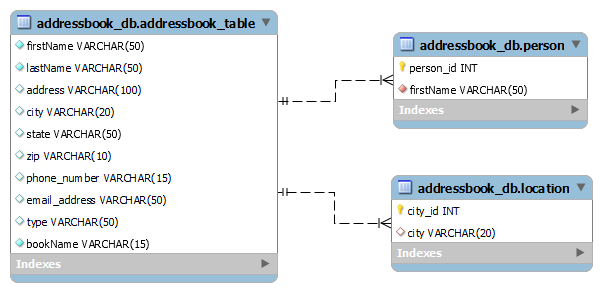 addressbook_db.addressbook_table
firstName VARCHAR(50)
lastName VARCHAR(50)
address VARCHAR(100)
city VARCHAR(20)
state VARCHAR(50)
zip VARCHAR(10)
phone_number VARCHAR(15)
email_address VARCHAR(50)
type VARCHAR(50)
bookName VARCHAR(15)
Indexes
addressbook_db.person
person_id INT
firstName VARCHAR(50)
Indexes
addressbook_db.location
city_id INT
city VARCHAR(20)
Indexes